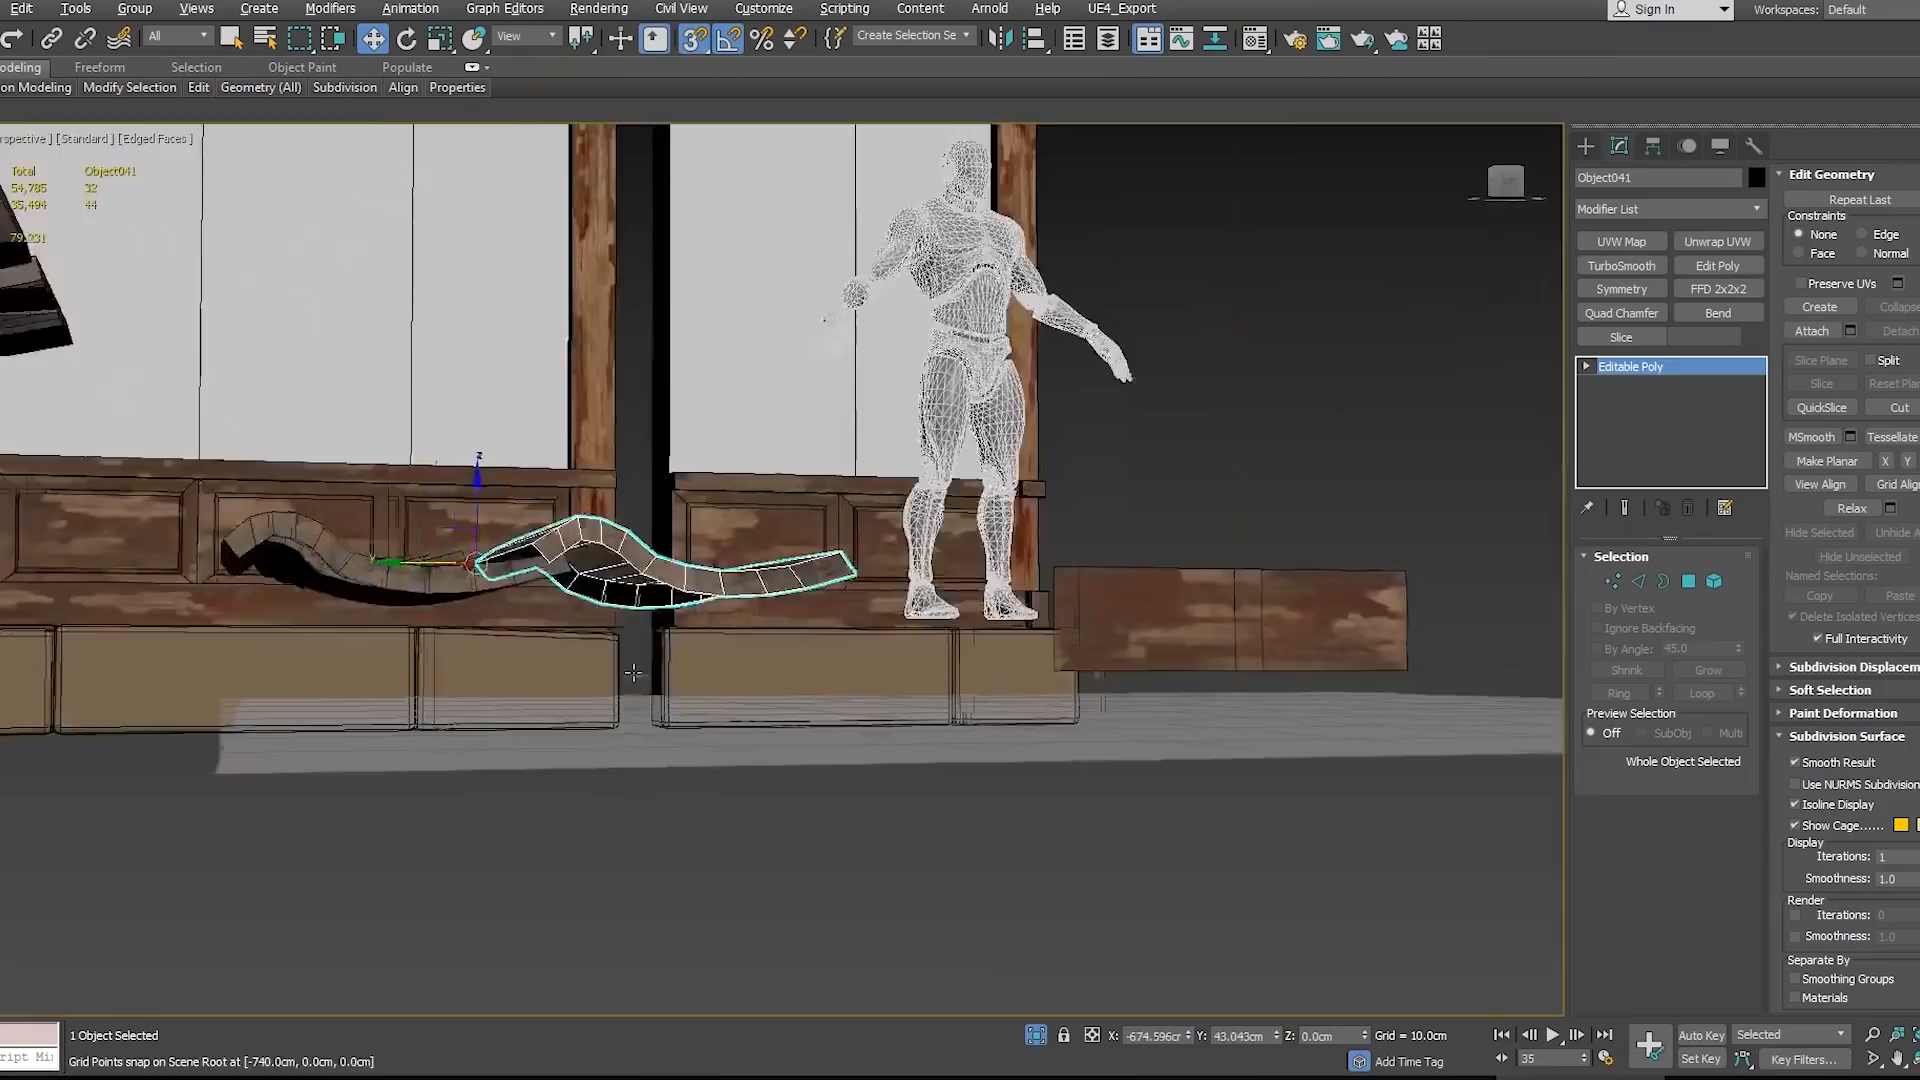 Edit Tools Group Views Create Modifiers Animation Graph Editors Rendering Civil View Customize Scripting Content Arnold Help UE4_Export Sign In Workspaces: Default
All View Create Selection Se
odeling Freeform Selection Object Paint Populate
on Modeling Modify Selection Edit Geometry (All) Subdivision Align Properties
rspective ] [Standard ] [Edged Faces ]
Total Object041
54,785 32
35,494 44
79.231
z
Object041
Modifier List
UVW Map Unwrap UVW
TurboSmooth Edit Poly
Symmetry FFD 2x2x2
Quad Chamfer Bend
Slice
Editable Poly
Selection
By Vertex
Ignore Backfacing
By Angle: 45.0
Shrink Grow
Ring Loop
Preview Selection
Off SubObj Multi
Whole Object Selected
Edit Geometry
Repeat Last
Constraints
None Edge
Face Normal
Preserve UVs
Create Collapse
Attach Detach
Slice Plane Split
Slice Reset Plan
QuickSlice Cut
MSmooth Tessellate
Make Planar X Y
View Align Grid Align
Relax
Hide Selected Unhide A
Hide Unselected
Named Selections:
Copy Paste
Delete Isolated Vertices
Full Interactivity
Subdivision Displacem
Soft Selection
Paint Deformation
Subdivision Surface
Smooth Result
Use NURMS Subdivision
Isoline Display
Show Cage......
Display
Iterations: 1
Smoothness: 1.0
Render
Iterations: 0
Smoothness: 1.0
Separate By
Smoothing Groups
Materials
1 Object Selected X: -674.596cr Y: 43.043cm Z: 0.0cm Grid = 10.0cm Auto Key Selected
ript Mi Grid Points snap on Scene Root at [-740.0cm, 0.0cm, 0.0cm] Add Time Tag 35 Set Key Key Filters...